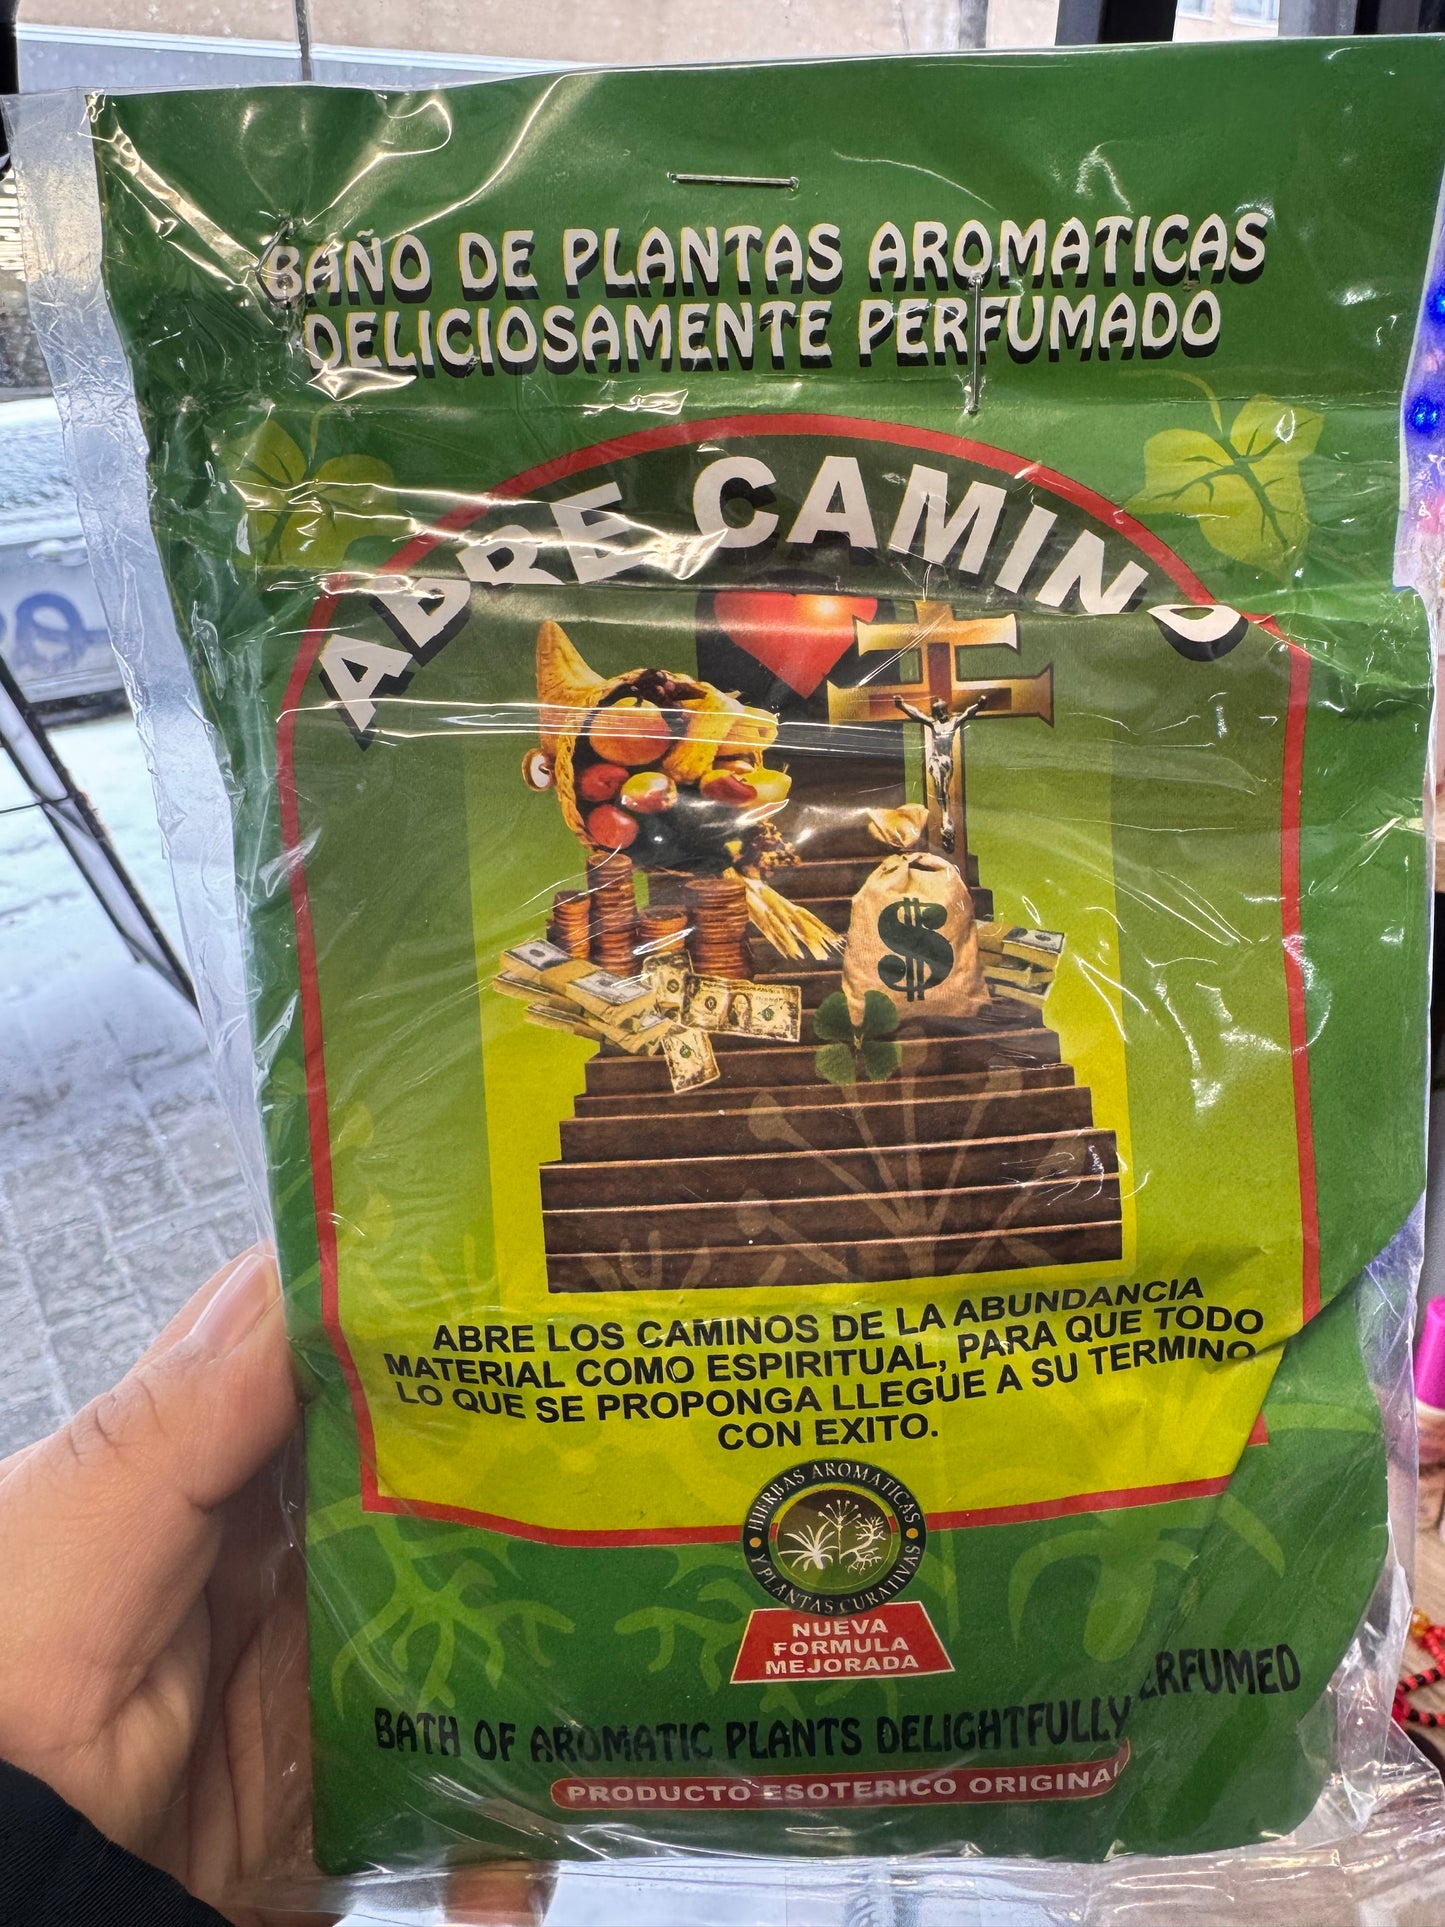 BAÑO DE PLANTAS AROMATICAS
DELICIOSAMENTE PERFUMADO
ABRE CAMINO
$
ABRE LOS CAMINOS DE LA ABUNDANCIA
MATERIAL COMO ESPIRITUAL, PARA QUE TODO
LO QUE SE PROPONGA LLEGUE A SU TERMINO
CON EXITO.
HIERBAS AROMATICAS
Y PLANTAS CURATIVAS
NUEVA
FORMULA
MEJORADA
BATH OF AROMATIC PLANTS DELIGHTFULLY ERFUMED
PRODUCTO ESOTERICO ORIGINA